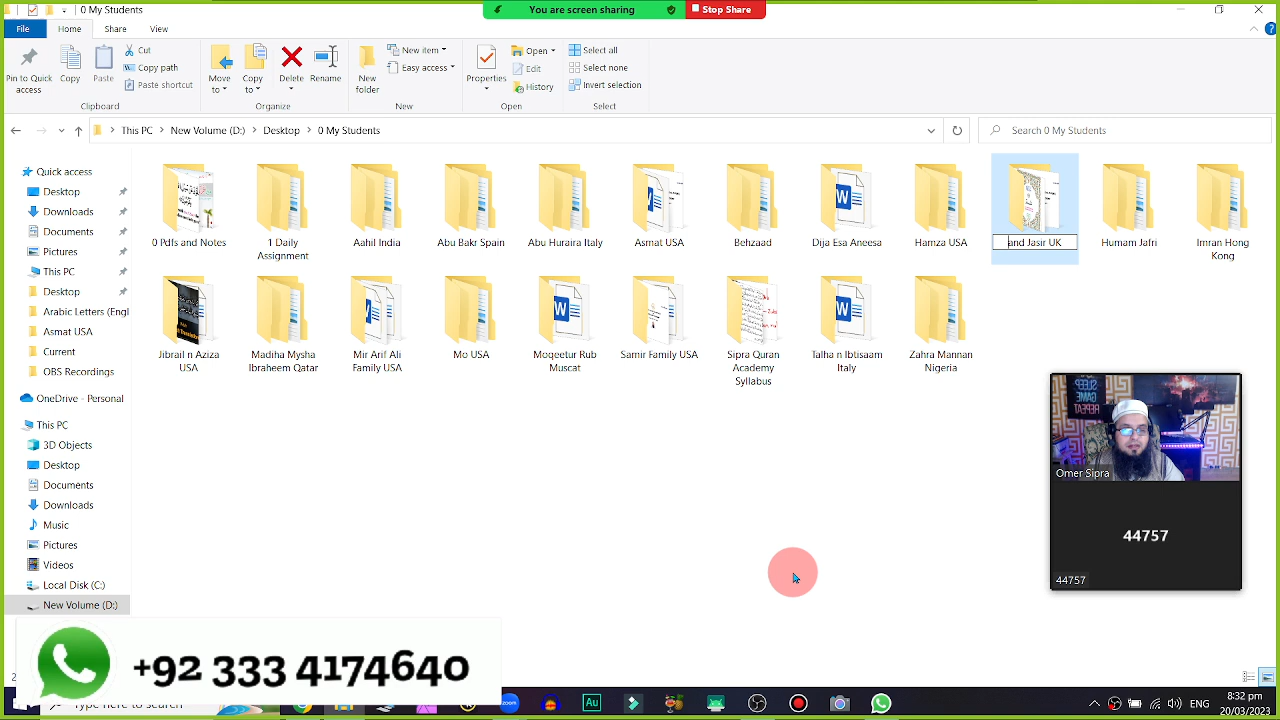 0 My Students
You are screen sharing
Stop Share
File
Home
Share
View
Pin to Quick access
Copy
Paste
Cut
Copy path
Paste shortcut
Clipboard
Move to
Copy to
Delete
Rename
Organize
New folder
New item
Easy access
New
Properties
Open
Edit
History
Open
Select all
Select none
Invert selection
Select
This PC
New Volume (D:)
Desktop
0 My Students
Search 0 My Students
Quick access
Desktop
Downloads
Documents
Pictures
This PC
Desktop
Arabic Letters (Engl
Asmat USA
Current
OBS Recordings
OneDrive - Personal
This PC
3D Objects
Desktop
Documents
Downloads
Music
Pictures
Videos
Local Disk (C:)
New Volume (D:)
0 Pdfs and Notes
1 Daily Assignment
Aahil India
Abu Bakr Spain
Abu Huraira Italy
Asmat USA
Behzaad
Dija Esa Aneesa
Hamza USA
and Jasir UK
Humam Jafri
Imran Hong Kong
Jibrail n Aziza USA
Madiha Mysha Ibraheem Qatar
Mir Arif Ali Family USA
Mo USA
Moqeetur Rub Muscat
Samir Family USA
Sipra Quran Academy Syllabus
Talha n Ibtisaam Italy
Zahra Mannan Nigeria
SLEEP
GAME
REPEAT
Omer Sipra
44757
44757
+92 333 4174640
zoom
Au
ENG
8:32 pm
20/03/2023